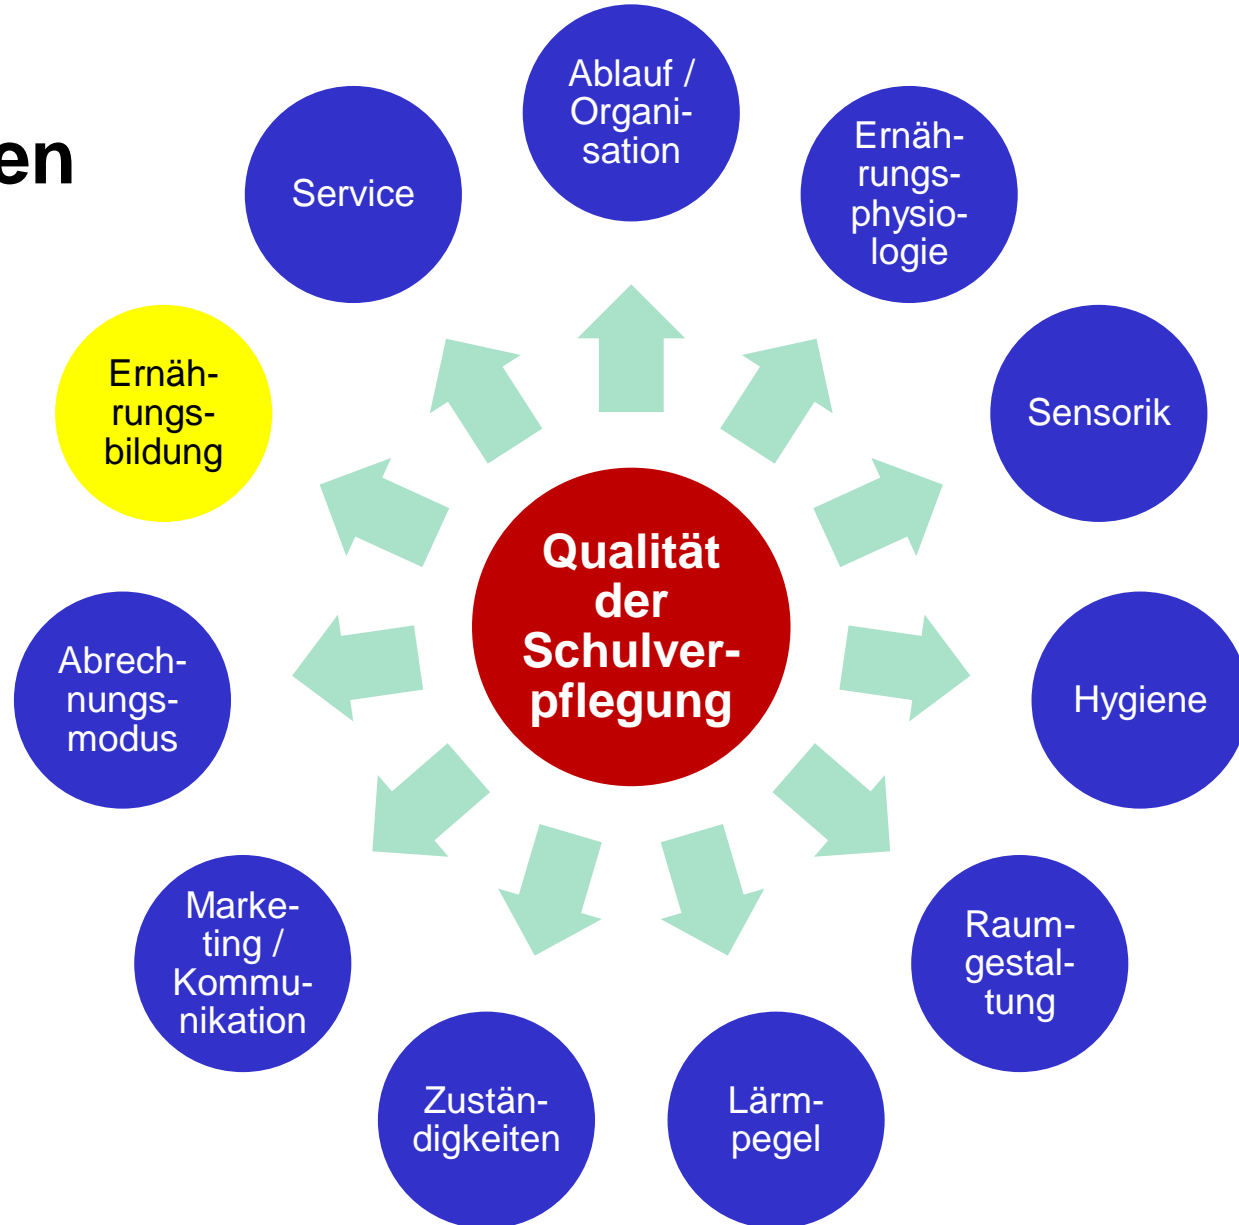 en
Ablauf /
Organi-
sation
Ernäh-
rungs-
physio-
logie
Sensorik
Hygiene
Raum-
gestal-
tung
Lärm-
pegel
Zustän-
digkeiten
Marke-
ting /
Kommu-
nikation
Abrech-
nungs-
modus
Ernäh-
rungs-
bildung
Service
Qualität
der
Schulver-
pflegung